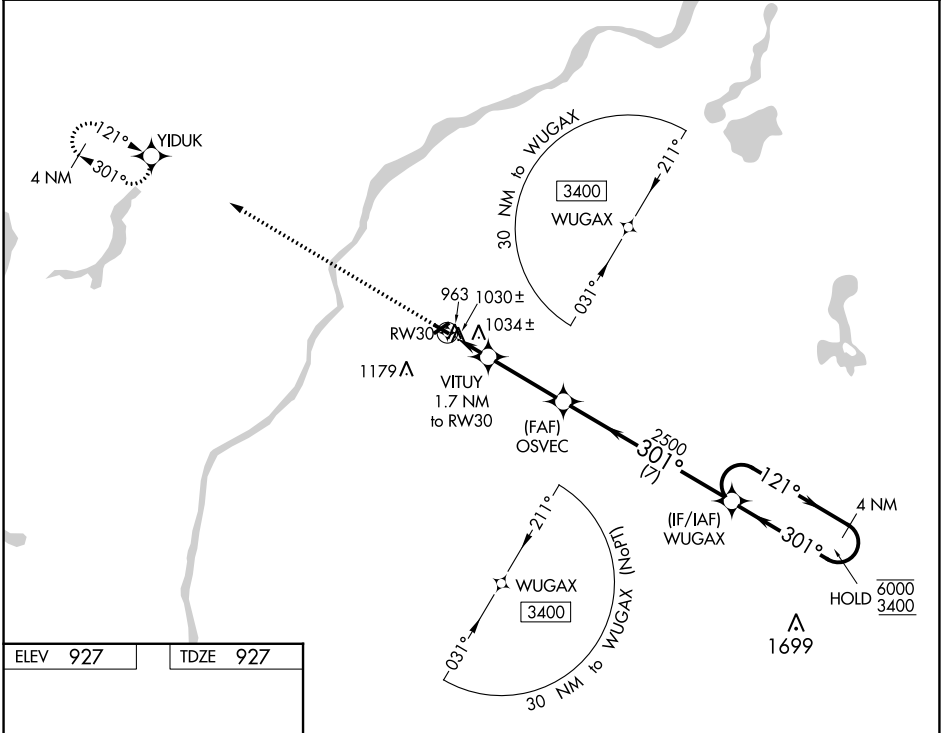 YIDUK
121°
301°
4 NM
30 NM to WUGAX
211°
3400
WUGAX
031°
963
1030±
1034±
RW30
1179
VITUY
1.7 NM
to RW30
(FAF)
OSVEC
2500
301°
(7)
121°
4 NM
(IF/IAF)
WUGAX
301°
HOLD
6000
3400
1699
211°
WUGAX
3400
031°
30 NM to WUGAX (NoPT)
ELEV 927
TDZE 927